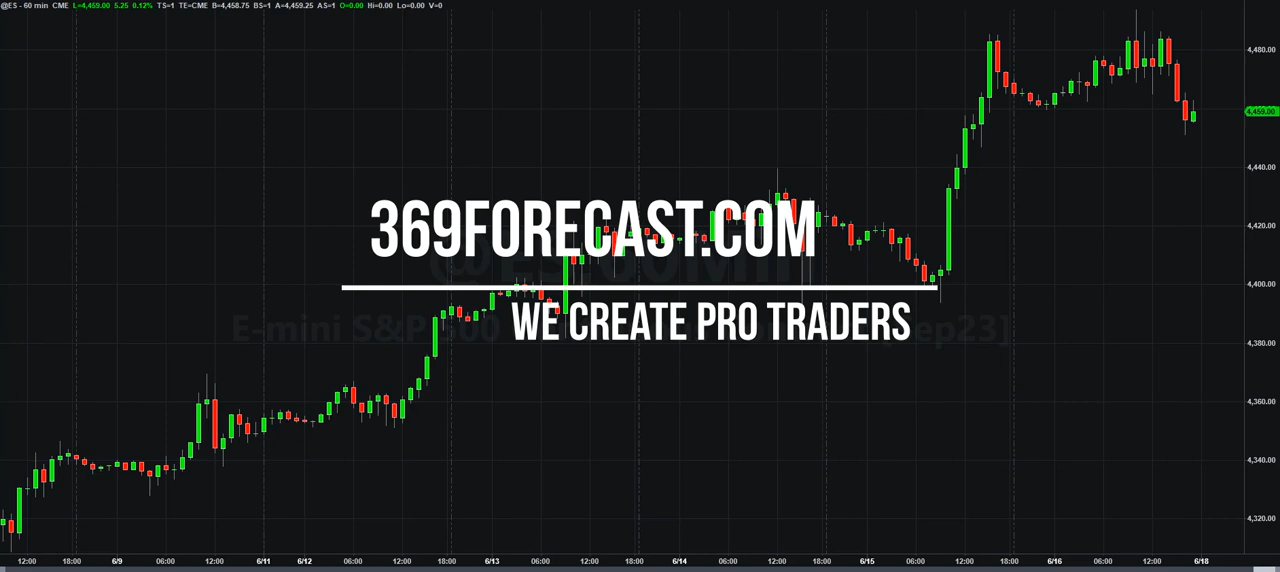 @ES - 60 min CME L=4,459.00 5.25 0.12% TS=1 TE=CME B=4,458.75 BS=1 A=4,459.25 AS=1 O=0.00 Hi=0.00 Lo=0.00 V=0
4,480.00
4,459.00
4,440.00
369FORECAST.COM
4,420.00
@ES, 60 Min
4,400.00
WE CREATE PRO TRADERS
E-mini S&P 500 Sep23]
4,380.00
4,360.00
4,340.00
4,320.00
12:00 18:00 6/9 06:00 12:00 6/11 6/12 06:00 12:00 18:00 6/13 06:00 12:00 18:00 6/14 06:00 12:00 18:00 6/15 06:00 12:00 18:00 6/16 06:00 12:00 6/18